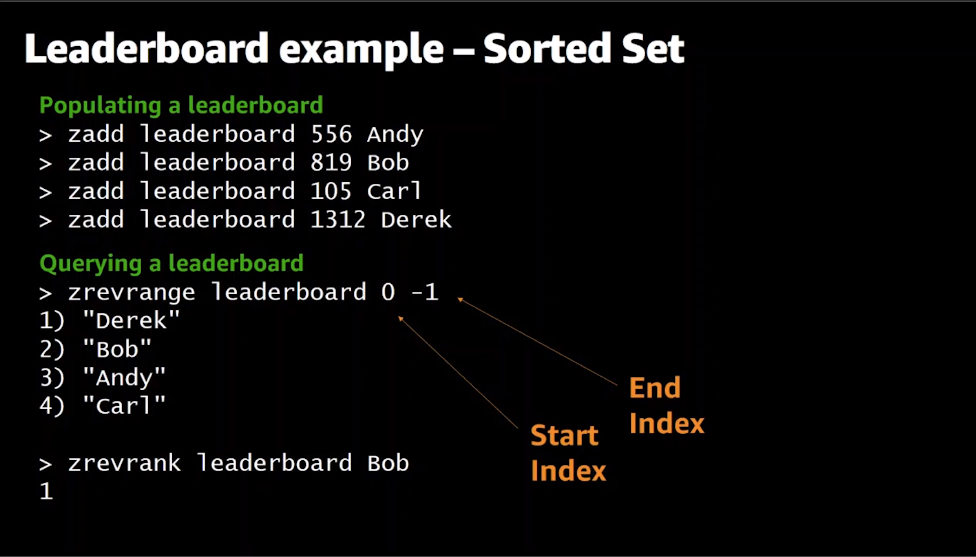 Leaderboard example – Sorted Set
Populating a leaderboard
> zadd leaderboard 556 Andy
> zadd leaderboard 819 Bob
> zadd leaderboard 105 Carl
> zadd leaderboard 1312 Derek
Querying a leaderboard
> zrevrange leaderboard 0 -1
1) "Derek"
2) "Bob"
3) "Andy"
4) "Carl"
> zrevrank leaderboard Bob
1
Start
Index
End
Index